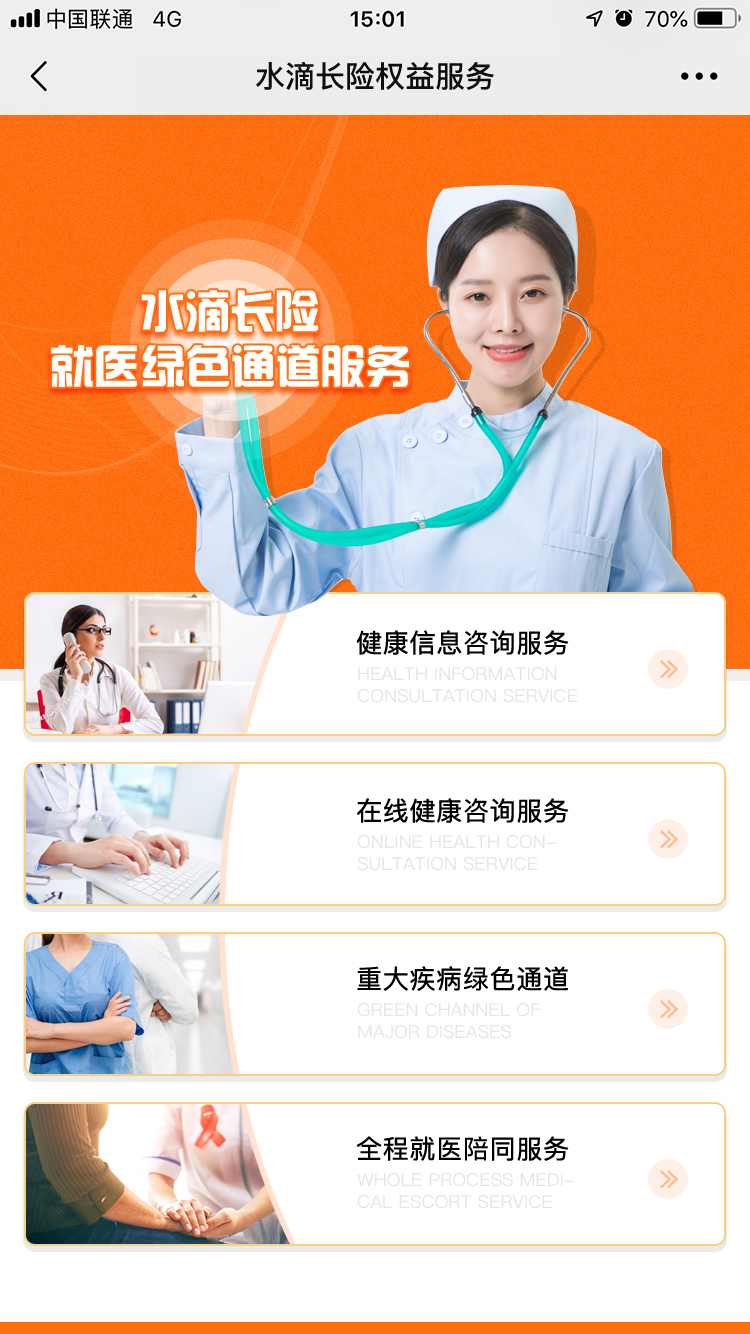 中国联通 4G 15:01 70%
水滴长险权益服务
水滴长险
就医绿色通道服务
健康信息咨询服务
HEALTH INFORMATION
CONSULTATION SERVICE
在线健康咨询服务
ONLINE HEALTH CON-
SULTATION SERVICE
重大疾病绿色通道
GREEN CHANNEL OF
MAJOR DISEASES
全程就医陪同服务
WHOLE PROCESS MEDI-
CAL ESCORT SERVICE